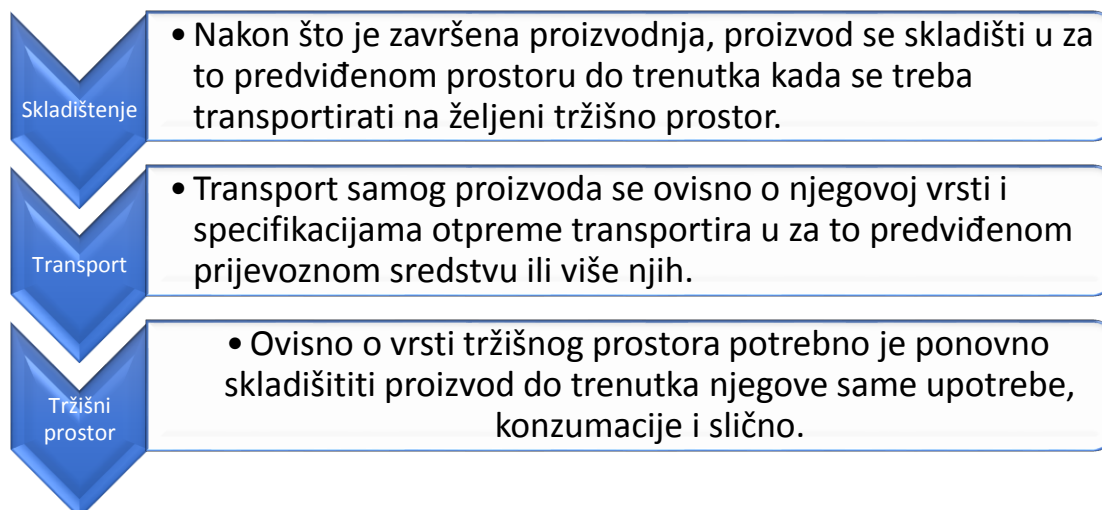 Skladištenje
• Nakon što je završena proizvodnja, proizvod se skladišti u za
to predviđenom prostoru do trenutka kada se treba
transportirati na željeni tržišno prostor.
Transport
• Transport samog proizvoda se ovisno o njegovoj vrsti i
specifikacijama otpreme transportira u za to predviđenom
prijevoznom sredstvu ili više njih.
Tržišni
prostor
• Ovisno o vrsti tržišnog prostora potrebno je ponovno
skladišititi proizvod do trenutka njegove same upotrebe,
konzumacije i slično.